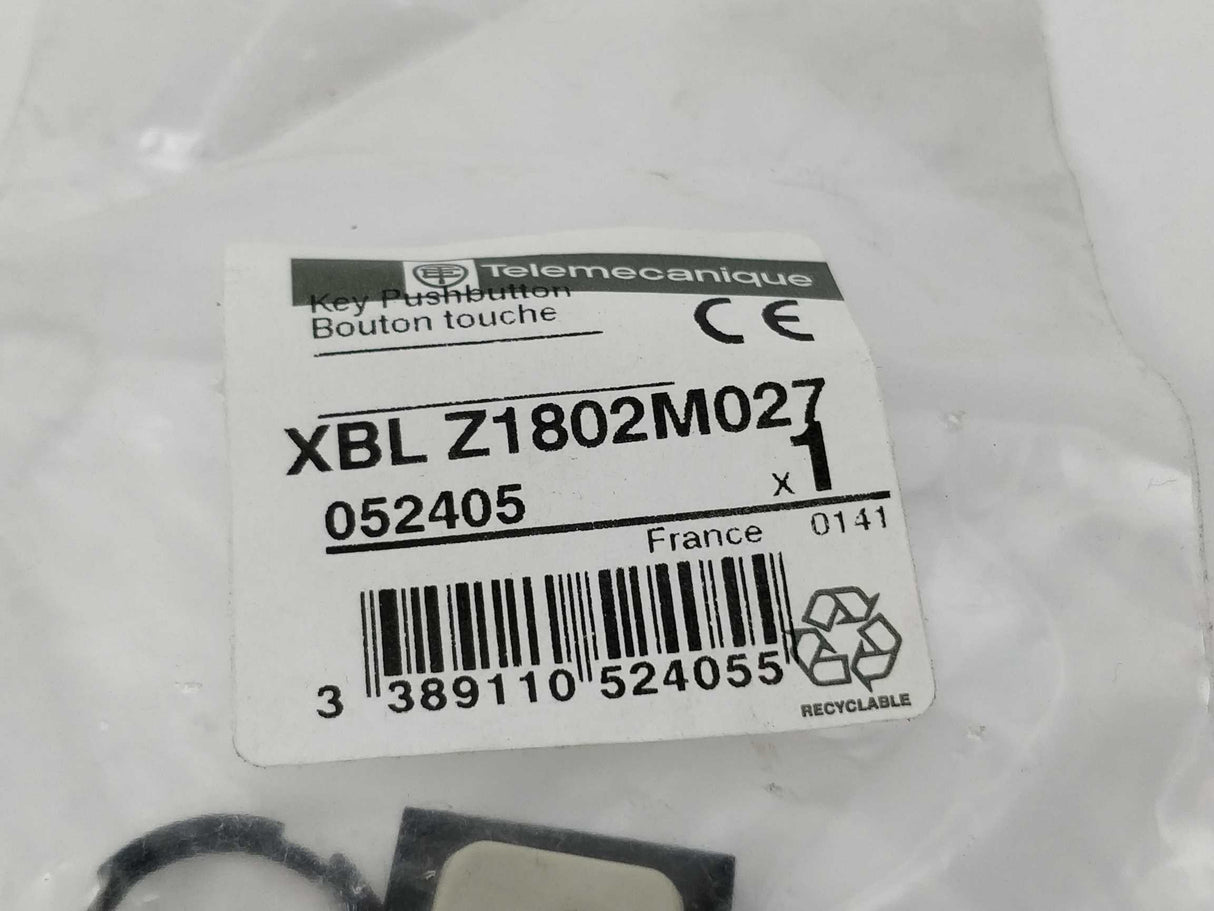 Telemecanique
Key Pushbutton
Bouton touche
CE
XBL Z1802M027
052405
x 1
France 0141
3 389110 524055
RECYCLABLE